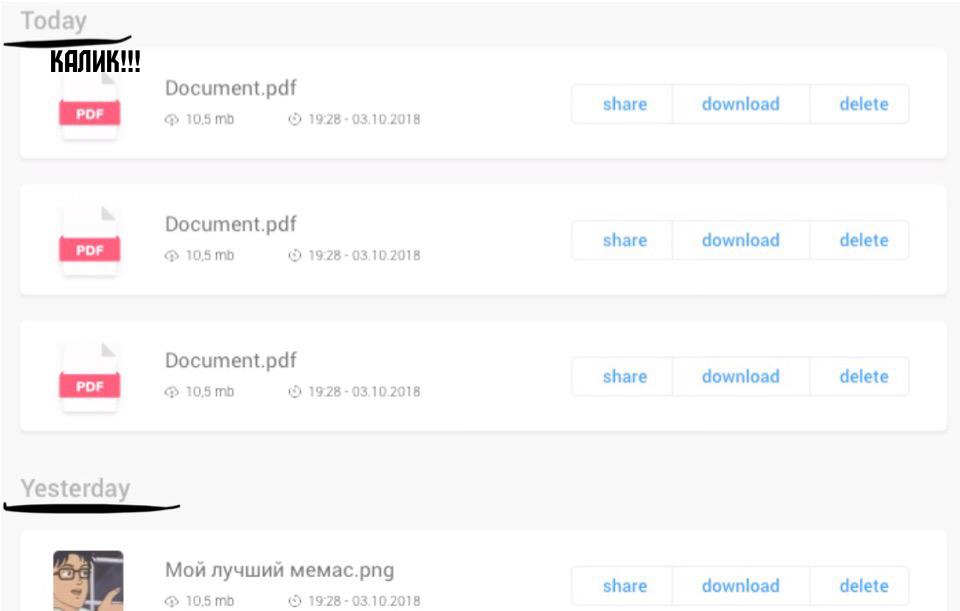 Today
КАЛИК!!!
Document.pdf
PDF
10,5 mb 19:28 - 03.10.2018
share download delete
Document.pdf
PDF
10,5 mb 19:28 - 03.10.2018
share download delete
Document.pdf
PDF
10,5 mb 19:28 - 03.10.2018
share download delete
Yesterday
Мой лучший мемас.png
10,5 mb 19:28 - 03.10.2018
share download delete